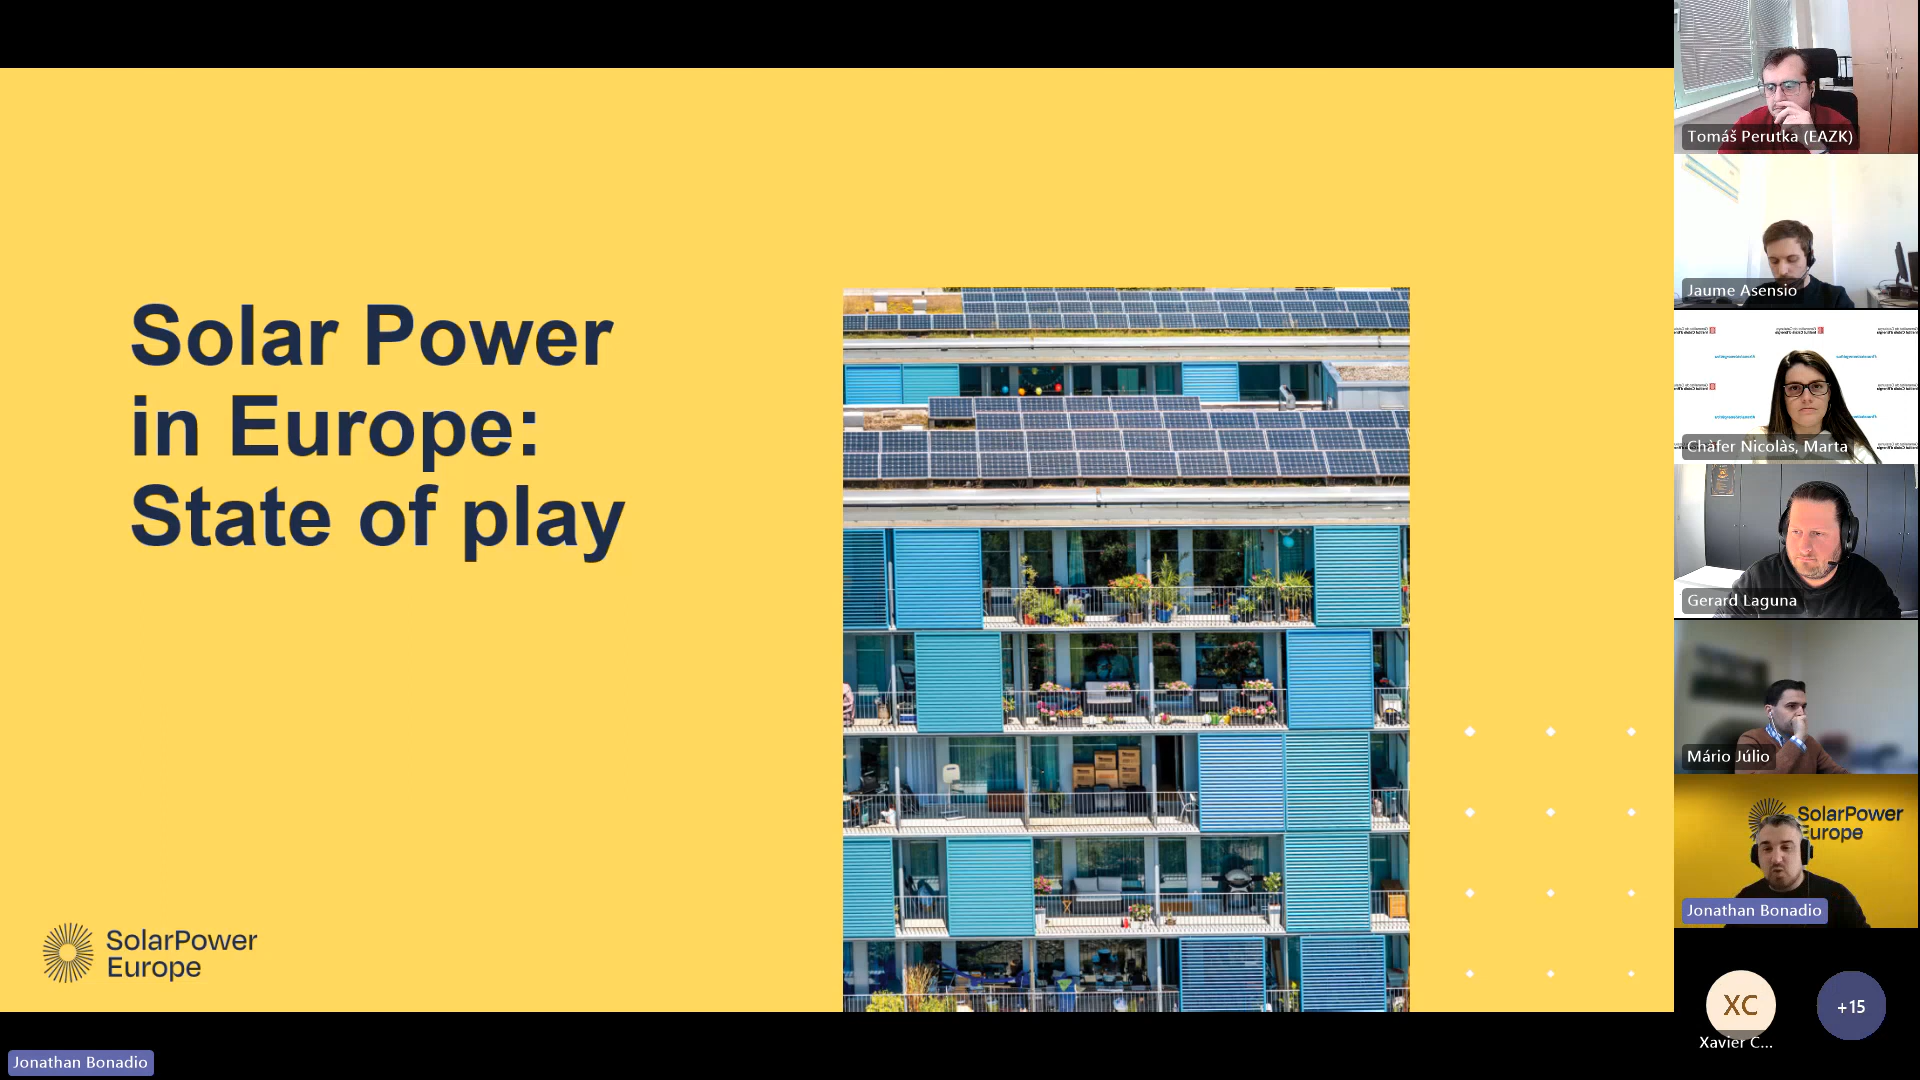 Solar Power
in Europe:
State of play
SolarPower
Europe
Jonathan Bonadio
Tomáš Perutka (EAZK)
Jaume Asensio
Chàfer Nicolàs, Marta
Gerard Laguna
Mário Júlio
SolarPower
Europe
Jonathan Bonadio
XC
Xavier C...
+15